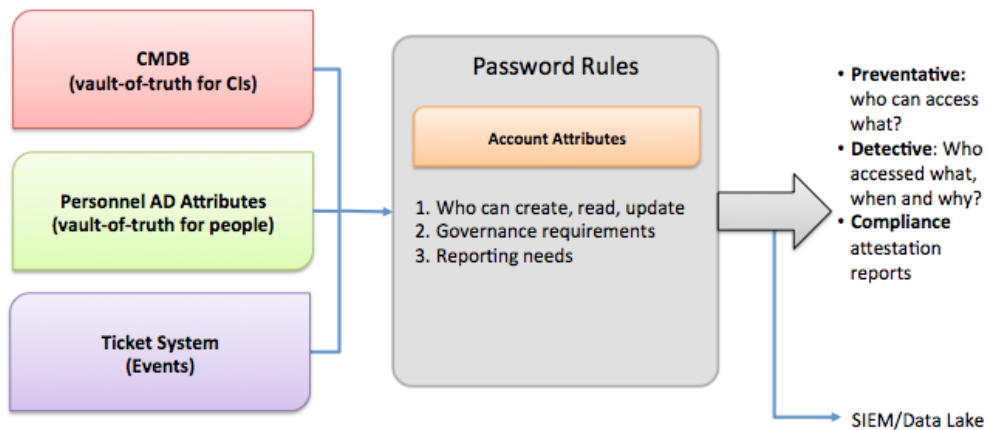 CMDB
(vault-of-truth for CIs)
Personnel AD Attributes
(vault-of-truth for people)
Ticket System
(Events)
Password Rules
Account Attributes
1. Who can create, read, update
2. Governance requirements
3. Reporting needs
• Preventative:
who can access
what?
• Detective: Who
accessed what,
when and why?
• Compliance
attestation
reports
SIEM/Data Lake